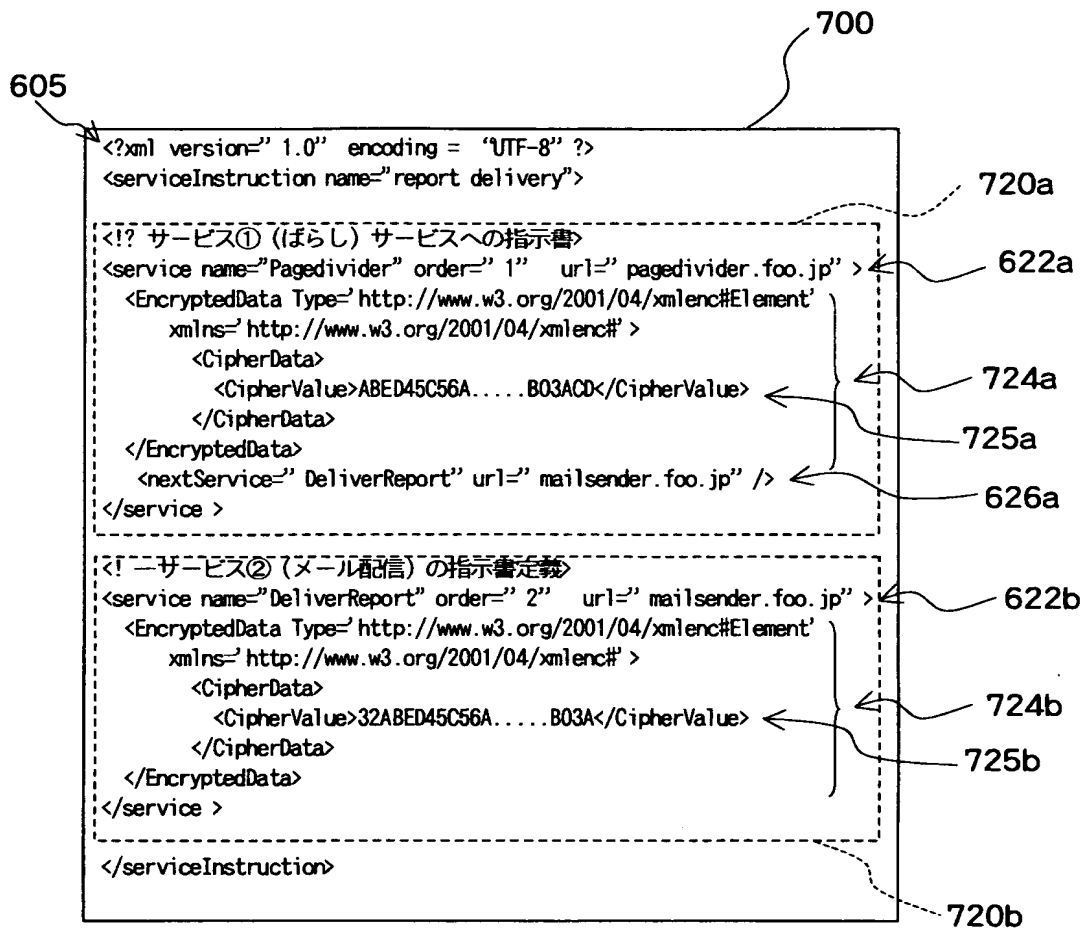 700
605
<?xml version=” 1.0” encoding = “UTF-8” ?>
<serviceInstruction name=”report delivery”>
720a
<!? サービス① (ばらし) サービスへの指示書>
<service name=”Pagedivider” order=” 1” url=” pagedivider.foo.jp” >
622a
<EncryptedData Type=’http://www.w3.org/2001/04/xmlenc#Element’
xmlns=’http://www.w3.org/2001/04/xmlenc#’ >
<CipherData>
<CipherValue>ABED45C56A.....B03ACD</CipherValue>
724a
</CipherData>
725a
</EncryptedData>
<nextService=” DeliverReport” url=” mailsender.foo.jp” />
626a
</service >
<! ーサービス② (メール配信) の指示書定義>
<service name=”DeliverReport” order=” 2” url=” mailsender.foo.jp” >
622b
<EncryptedData Type=’http://www.w3.org/2001/04/xmlenc#Element’
xmlns=’http://www.w3.org/2001/04/xmlenc#’ >
<CipherData>
<CipherValue>32ABED45C56A.....B03A</CipherValue>
724b
</CipherData>
725b
</EncryptedData>
</service >
</serviceInstruction>
720b